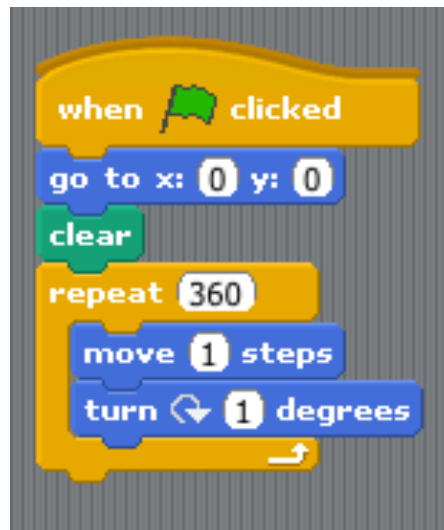 when clicked
go to x: 0 y: 0
clear
repeat 360
move 1 steps
turn 1 degrees